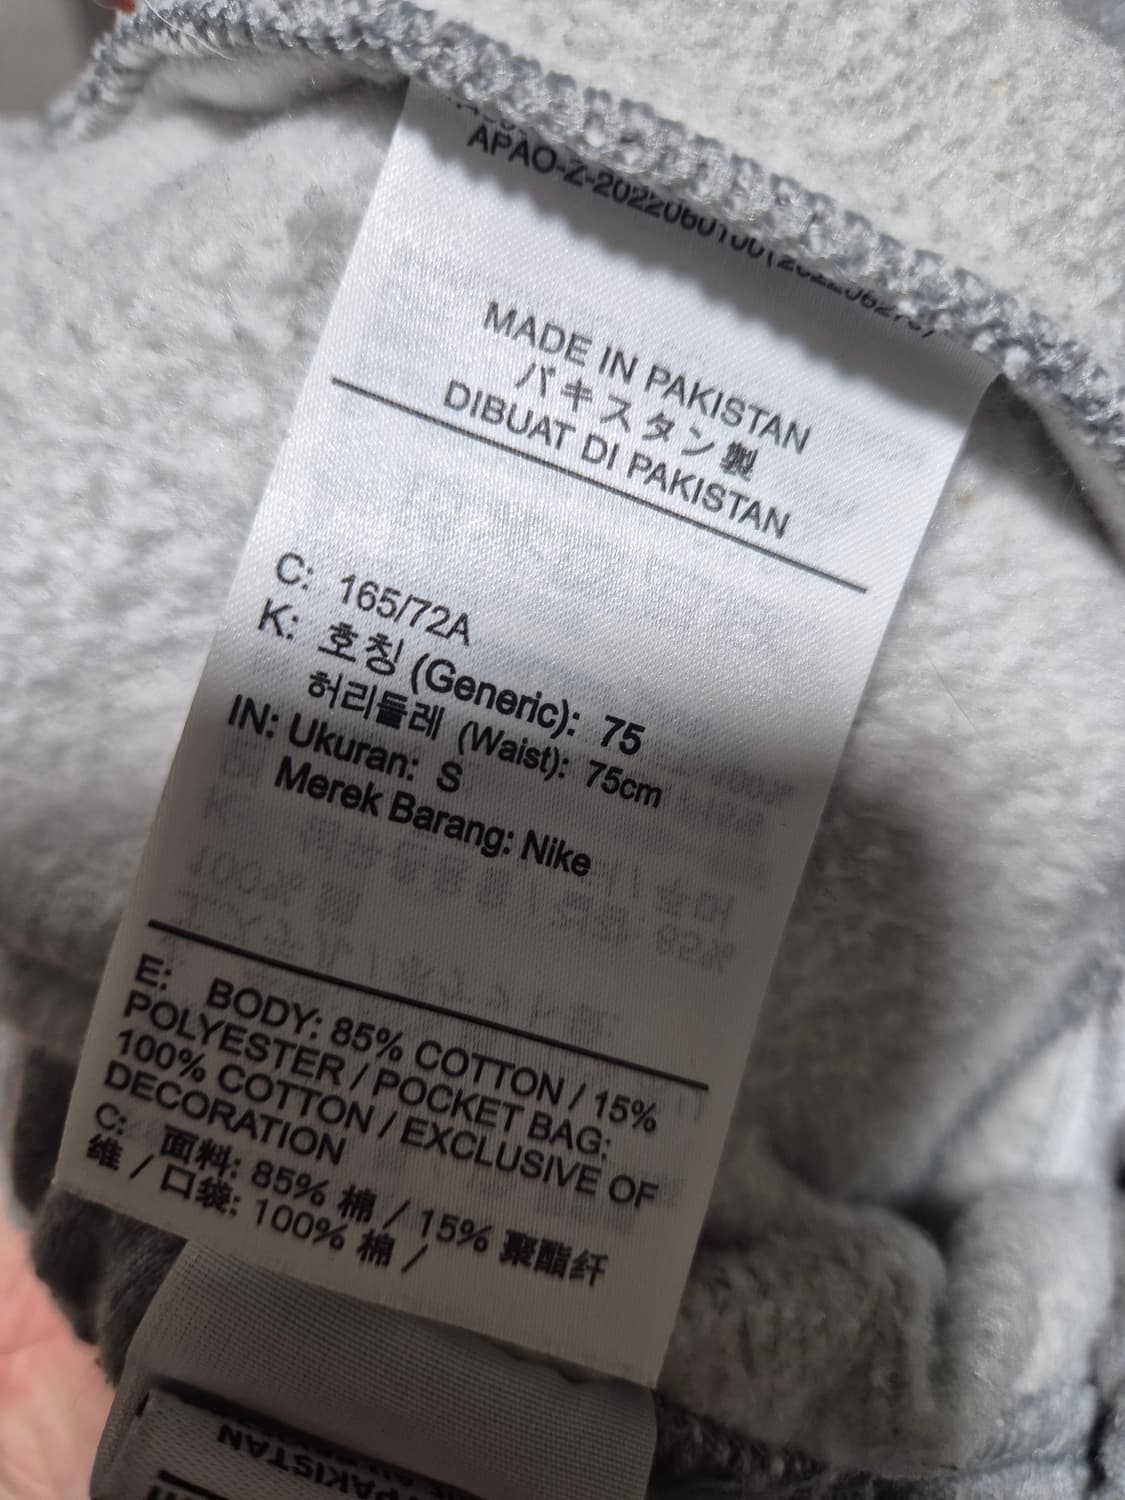 APAO-Z-2022060100
MADE IN PAKISTAN
パキスタン製
DIBUAT DI PAKISTAN
C: 165/72A
K: 호칭 (Generic): 75
허리둘레 (Waist): 75cm
IN: Ukuran: S
Merek Barang: Nike
E: BODY: 85% COTTON / 15%
POLYESTER / POCKET BAG:
100% COTTON / EXCLUSIVE OF
DECORATION
C: 面料: 85% 棉 / 15% 聚酯纤
维 / 口袋: 100% 棉 /
PAKISTAN